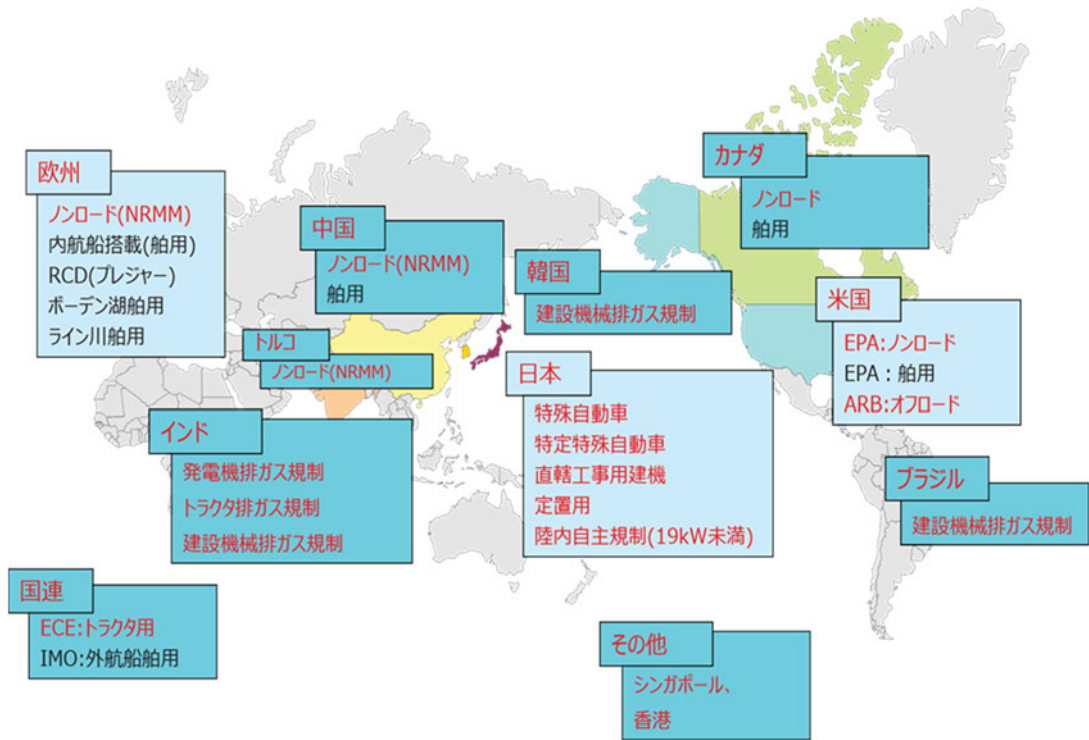 欧州
ノンロード(NRMM)
内航船搭載(舶用)
RCD(プレジャー)
ボーデン湖舶用
ライン川舶用
中国
ノンロード(NRMM)
舶用
トルコ
ノンロード(NRMM)
インド
発電機排ガス規制
トラクタ排ガス規制
建設機械排ガス規制
国連
ECE:トラクタ用
IMO:外航船舶用
韓国
建設機械排ガス規制
日本
特殊自動車
特定特殊自動車
直轄工事用建機
定置用
陸内自主規制(19kW未満)
カナダ
ノンロード
舶用
米国
EPA:ノンロード
EPA：舶用
ARB:オフロード
ブラジル
建設機械排ガス規制
その他
シンガポール、
香港